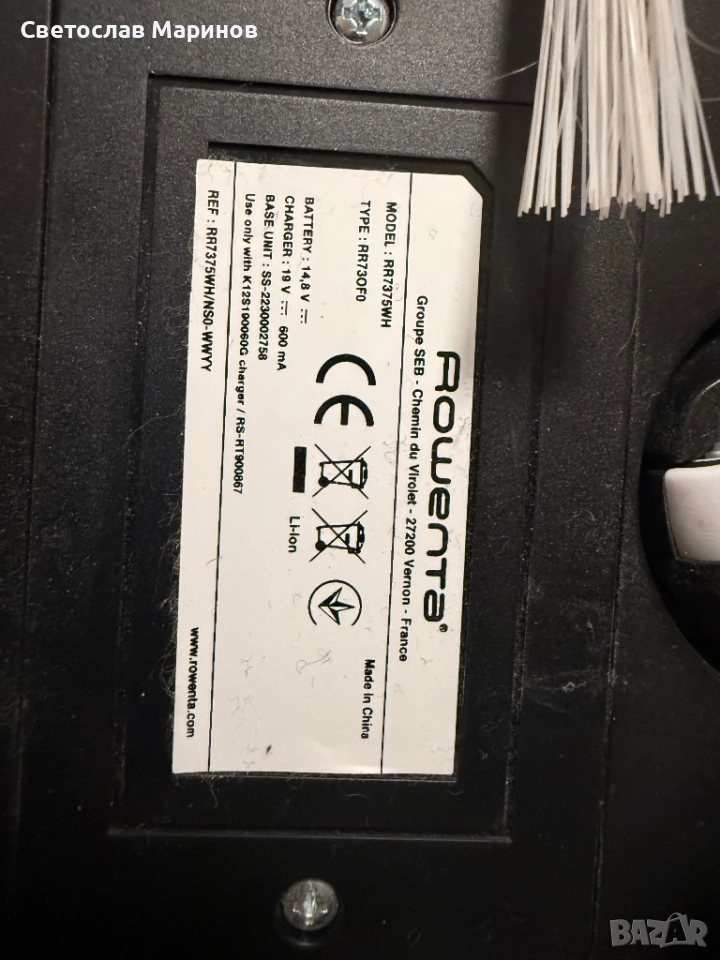 Светослав Маринов
Rowenta®
Groupe SEB - Chemin du Virolet - 27200 Vernon - France
MODEL : RR7375WH
TYPE : RR73OF0
Made in China
BATTERY : 14,8 V
CHARGER : 19 V 600 mA
BASE UNIT : SS-2230002758
Use only with K12S190060G charger / RS-RT900867
CE
Li-Ion
REF : RR7375WH/NS0-WWYY
www.rowenta.com
BAZAR